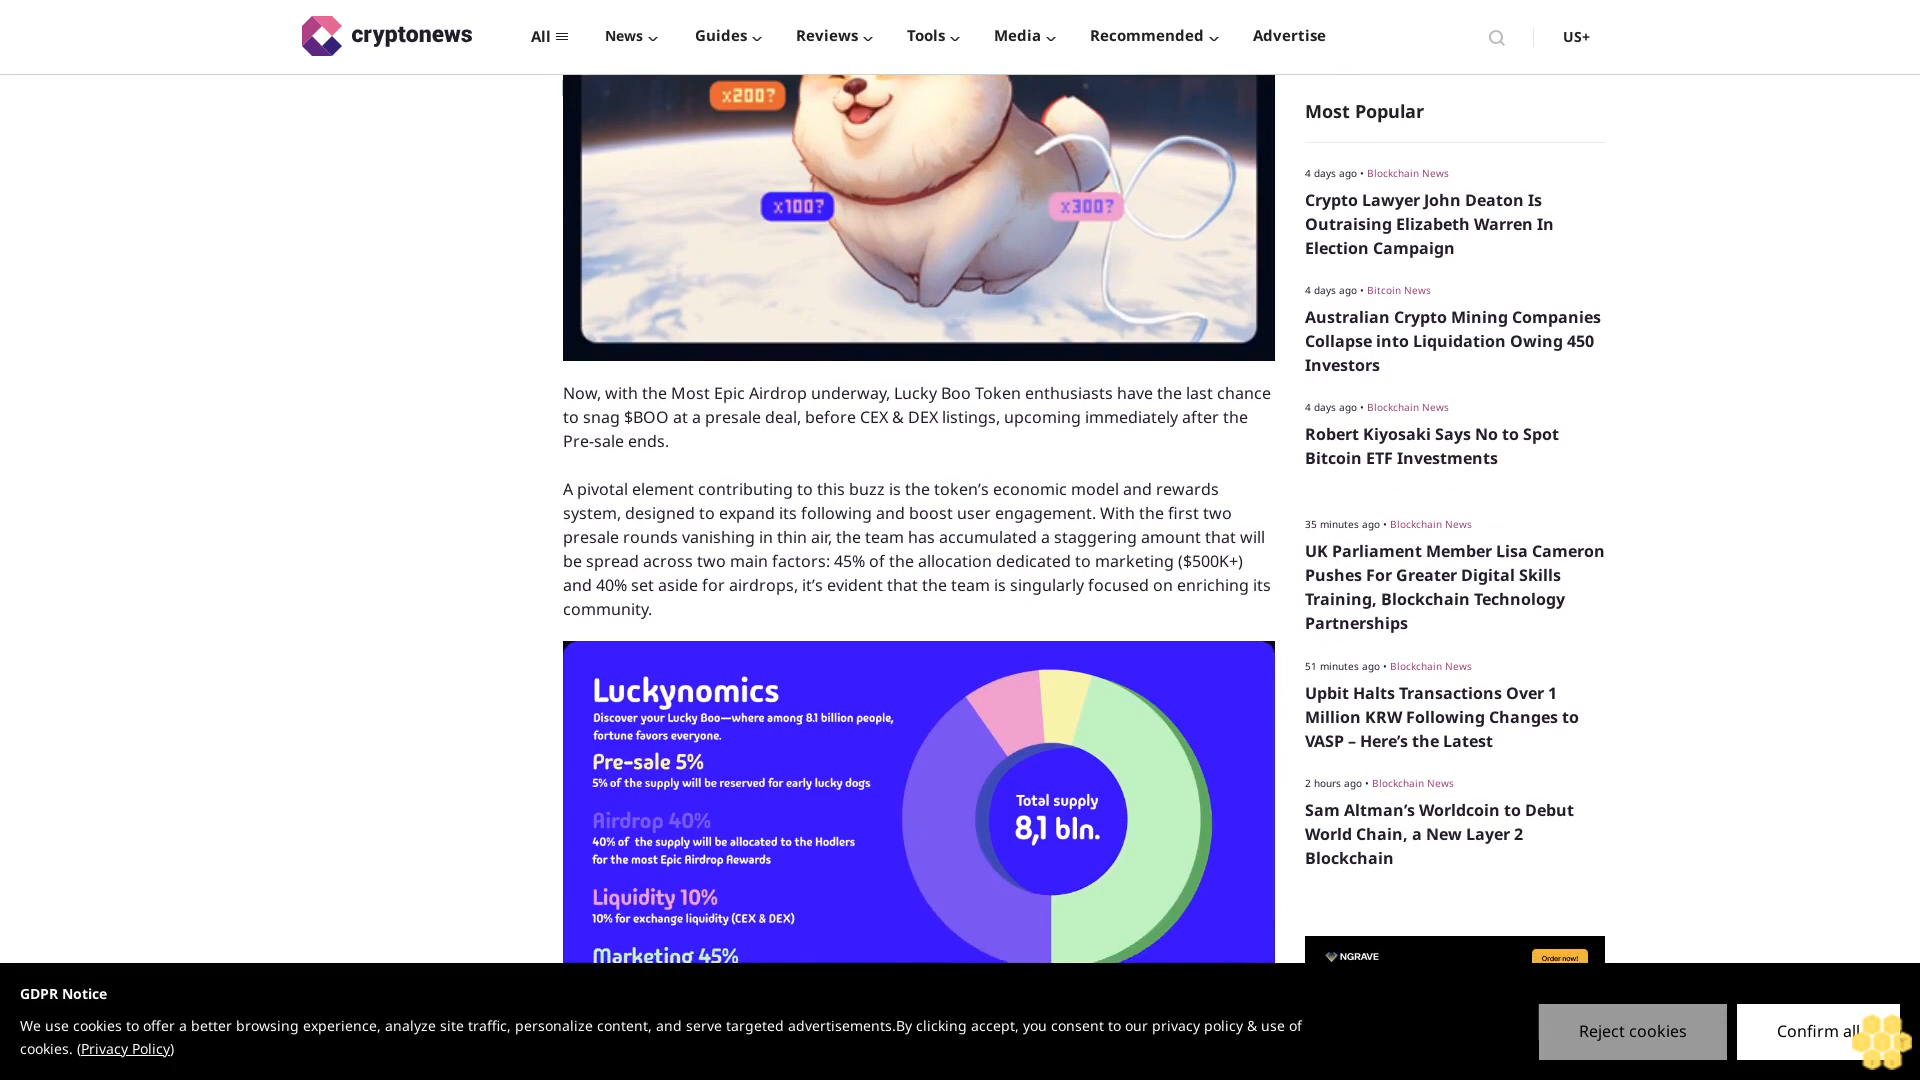 cryptonews
All
News
Guides
Reviews
Tools
Media
Recommended
Advertise
US+
x200?
x100?
x300?
Now, with the Most Epic Airdrop underway, Lucky Boo Token enthusiasts have the last chance
to snag $BOO at a presale deal, before CEX & DEX listings, upcoming immediately after the
Pre-sale ends.
A pivotal element contributing to this buzz is the token’s economic model and rewards
system, designed to expand its following and boost user engagement. With the first two
presale rounds vanishing in thin air, the team has accumulated a staggering amount that will
be spread across two main factors: 45% of the allocation dedicated to marketing ($500K+)
and 40% set aside for airdrops, it’s evident that the team is singularly focused on enriching its
community.
Luckynomics
Discover your Lucky Boo—where among 8.1 billion people,
fortune favors everyone.
Pre-sale 5%
5% of the supply will be reserved for early lucky dogs
Airdrop 40%
40% of the supply will be allocated to the Hodlers
for the most Epic Airdrop Rewards
Liquidity 10%
10% for exchange liquidity (CEX & DEX)
Marketing 45%
Total supply
8,1 bln.
Most Popular
4 days ago • Blockchain News
Crypto Lawyer John Deaton Is
Outraising Elizabeth Warren In
Election Campaign
4 days ago • Bitcoin News
Australian Crypto Mining Companies
Collapse into Liquidation Owing 450
Investors
4 days ago • Blockchain News
Robert Kiyosaki Says No to Spot
Bitcoin ETF Investments
35 minutes ago • Blockchain News
UK Parliament Member Lisa Cameron
Pushes For Greater Digital Skills
Training, Blockchain Technology
Partnerships
51 minutes ago • Blockchain News
Upbit Halts Transactions Over 1
Million KRW Following Changes to
VASP – Here’s the Latest
2 hours ago • Blockchain News
Sam Altman’s Worldcoin to Debut
World Chain, a New Layer 2
Blockchain
NGRAVE
Order now!
GDPR Notice
We use cookies to offer a better browsing experience, analyze site traffic, personalize content, and serve targeted advertisements.By clicking accept, you consent to our privacy policy & use of
cookies. (Privacy Policy)
Reject cookies
Confirm all